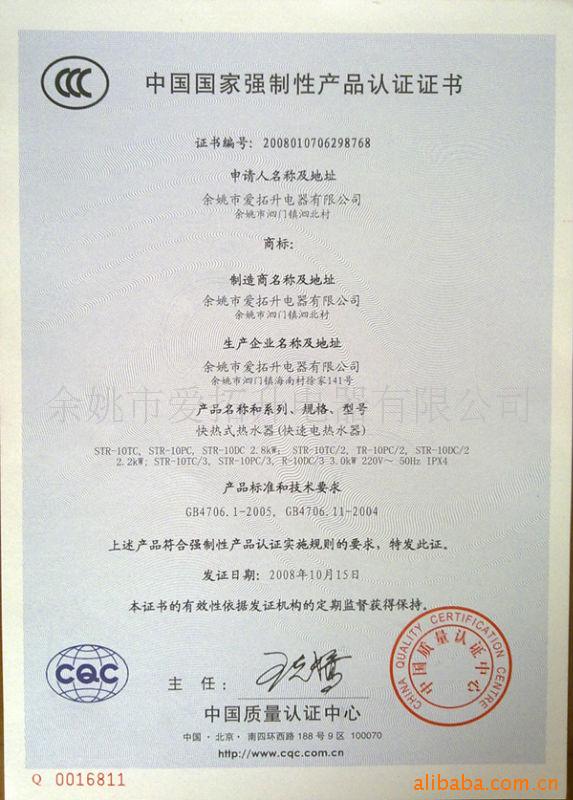 CCC
中国国家强制性产品认证证书
证书编号: 2008010706298768
申请人名称及地址
余姚市爱拓升电器有限公司
余姚市泗门镇泗北村
商标:
制造商名称及地址
余姚市爱拓升电器有限公司
余姚市泗门镇泗北村
生产企业名称及地址
余姚市爱拓升电器有限公司
余姚市泗门镇海南村徐家141号
余姚市爱拓升电器有限公司
产品名称和系列、规格、型号
快热式热水器(快速电热水器)
STR-10TC, STR-10PC, STR-10DC 2.8kW; STR-10TC/2, TR-10PC/2, STR-10DC/2
2.2kW; STR-10TC/3, STR-10PC/3, R-10DC/3 3.0kW 220V~ 50Hz IPX4
产品标准和技术要求
GB4706.1-2005, GB4706.11-2004
上述产品符合强制性产品认证实施规则的要求, 特发此证。
发证日期: 2008年10月15日
本证书的有效性依据发证机构的定期监督获得保持。
CHINA QUALITY CERTIFICATION CENTRE
中国质量认证中心
CQC
主 任:
中国质量认证中心
中国·北京·南四环西路188号9区 100070
http://www.cqc.com.cn
Q 0016811
alibaba.com.cn